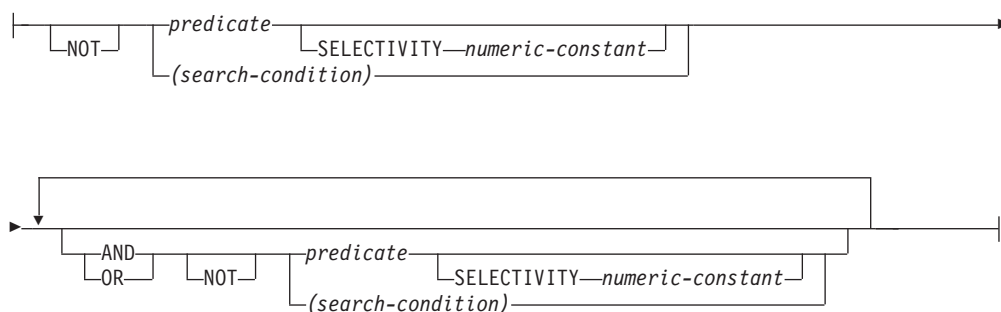 predicate
NOT SELECTIVITY numeric-constant
(search-condition)
AND predicate
OR NOT SELECTIVITY numeric-constant
(search-condition)